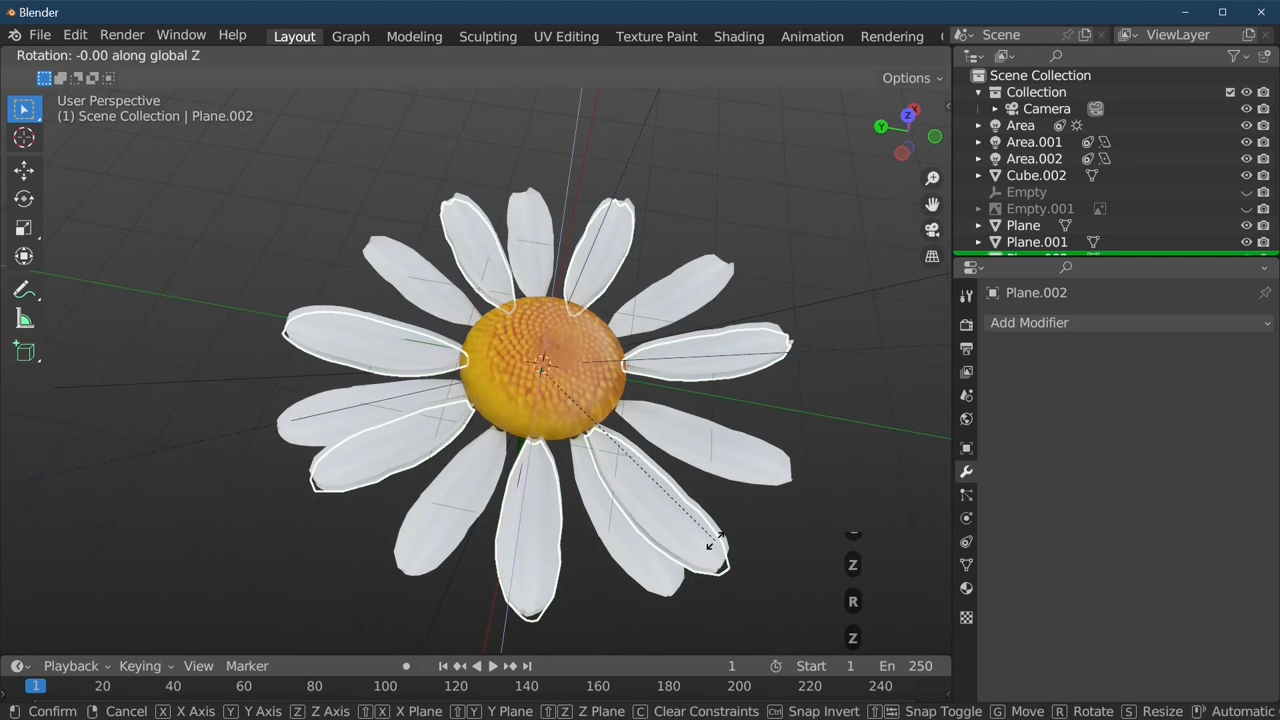 Blender
File Edit Render Window Help Layout Graph Modeling Sculpting UV Editing Texture Paint Shading Animation Rendering Scene ViewLayer
Rotation: -0.00 along global Z
Options
User Perspective
(1) Scene Collection | Plane.002
X
Y
Z
Z
R
Z
Scene Collection
Collection
Camera
Area
Area.001
Area.002
Cube.002
Empty
Empty.001
Plane
Plane.001
Plane.002
Add Modifier
Playback Keying View Marker 1 Start 1 En 250
1 20 40 60 80 100 120 140 160 180 200 220 240
Confirm Cancel X X Axis Y Y Axis Z Z Axis X X Plane Y Y Plane Z Z Plane C Clear Constraints Ctrl Snap Invert Snap Toggle G Move R Rotate S Resize Automatic